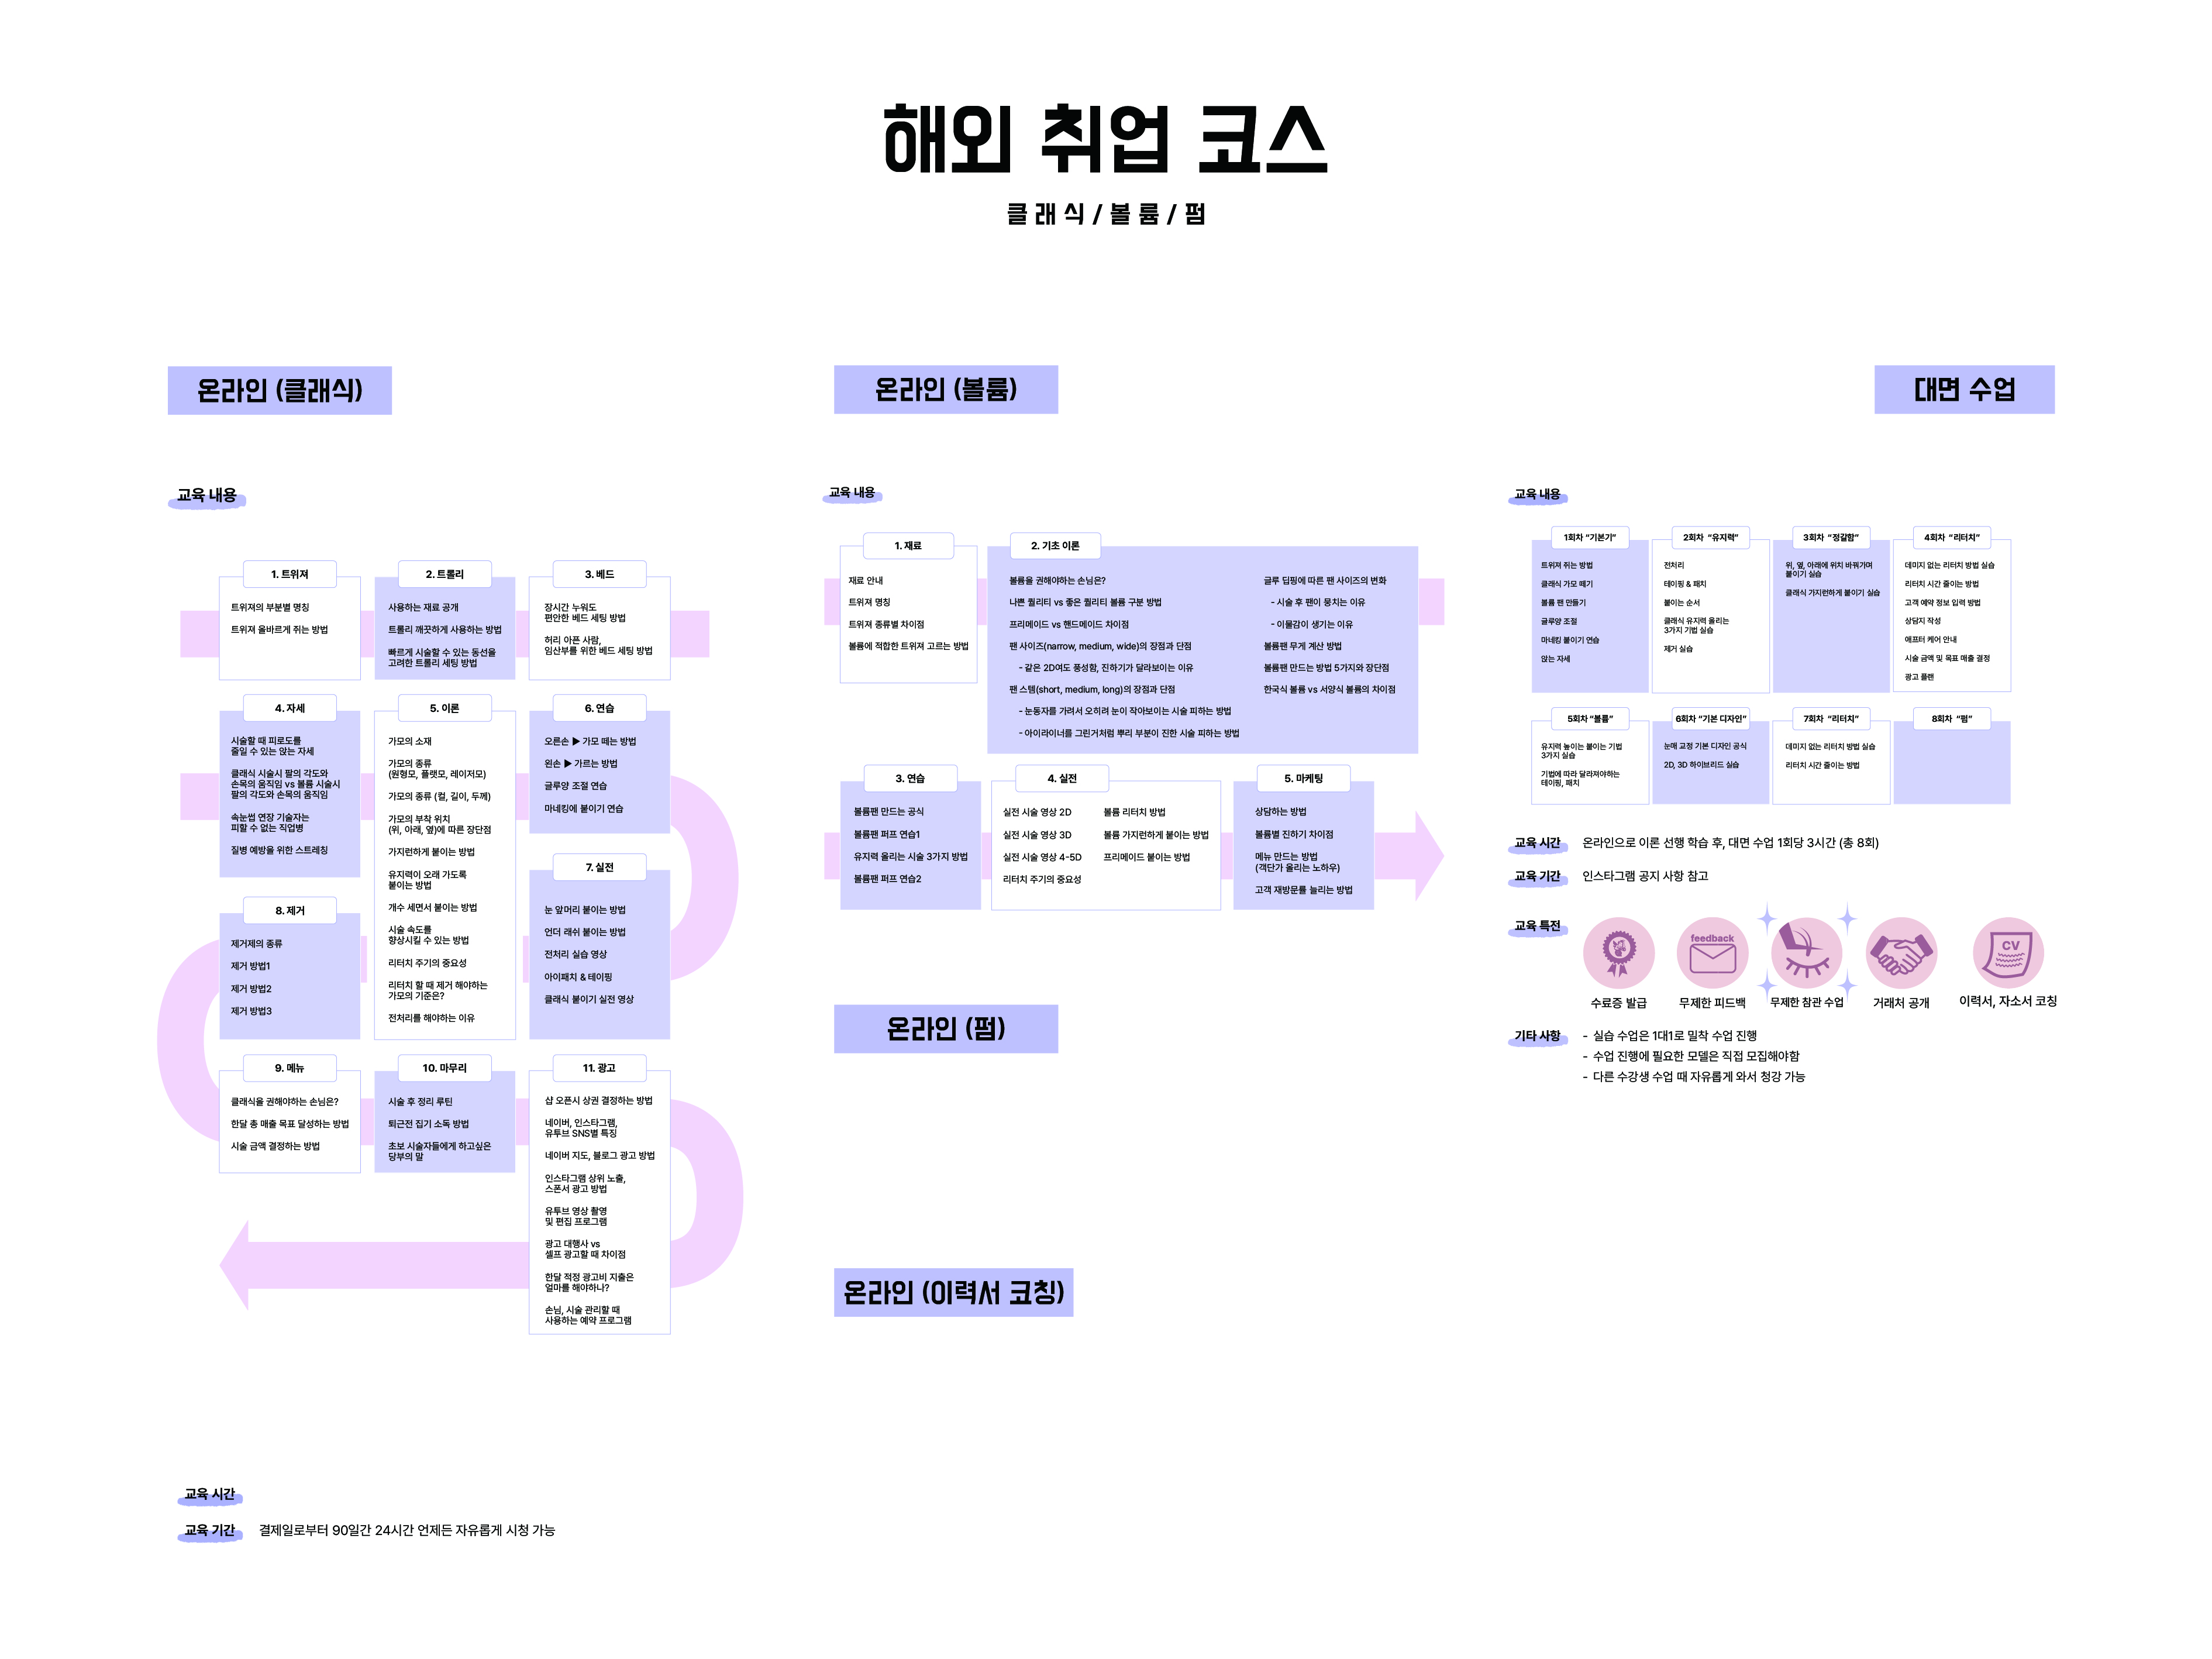 해외 취업 코스
클래식/볼륨/펌
온라인 (클래식)
교육 내용
1. 트위져
트위져의 부분별 명칭
트위져 올바르게 쥐는 방법
2. 트롤리
사용하는 재료 공개
트롤리 깨끗하게 사용하는 방법
빠르게 시술할 수 있는 동선을
고려한 트롤리 세팅 방법
3. 베드
장시간 누워도
편안한 베드 세팅 방법
허리 아픈 사람,
임산부를 위한 베드 세팅 방법
4. 자세
시술할 때 피로도를
줄일 수 있는 앉는 자세
클래식 시술시 팔의 각도와
손목의 움직임 vs 볼륨 시술시
팔의 각도와 손목의 움직임
속눈썹 연장 기술자는
피할 수 없는 직업병
질병 예방을 위한 스트레칭
5. 이론
가모의 소재
가모의 종류
(원형모, 플랫모, 레이저모)
가모의 종류 (컬, 길이, 두께)
가모의 부착 위치
(위, 아래, 옆)에 따른 장단점
가지런하게 붙이는 방법
유지력이 오래 가도록
붙이는 방법
개수 세면서 붙이는 방법
시술 속도를
향상시킬 수 있는 방법
리터치 주기의 중요성
리터치 할 때 제거 해야하는
가모의 기준은?
전처리를 해야하는 이유
6. 연습
오른손 ▶ 가모 떼는 방법
왼손 ▶ 가르는 방법
글루양 조절 연습
마네킹에 붙이기 연습
7. 실전
눈 앞머리 붙이는 방법
언더 래쉬 붙이는 방법
전처리 실습 영상
아이패치 & 테이핑
클래식 붙이기 실전 영상
8. 제거
제거제의 종류
제거 방법1
제거 방법2
제거 방법3
9. 메뉴
클래식을 권해야하는 손님은?
한달 총 매출 목표 달성하는 방법
시술 금액 결정하는 방법
10. 마무리
시술 후 정리 루틴
퇴근전 집기 소독 방법
초보 시술자들에게 하고싶은
당부의 말
11. 광고
샵 오픈시 상권 결정하는 방법
네이버, 인스타그램,
유투브 SNS별 특징
네이버 지도, 블로그 광고 방법
인스타그램 상위 노출,
스폰서 광고 방법
유투브 영상 촬영
및 편집 프로그램
광고 대행사 vs
셀프 광고할 때 차이점
한달 적정 광고비 지출은
얼마를 해야하나?
손님, 시술 관리할 때
사용하는 예약 프로그램
교육 시간
교육 기간
결제일로부터 90일간 24시간 언제든 자유롭게 시청 가능
온라인 (볼륨)
교육 내용
1. 재료
재료 안내
트위져 명칭
트위져 종류별 차이점
볼륨에 적합한 트위져 고르는 방법
2. 기초 이론
볼륨을 권해야하는 손님은?
나쁜 퀄리티 vs 좋은 퀄리티 볼륨 구분 방법
프리메이드 vs 핸드메이드 차이점
팬 사이즈(narrow, medium, wide)의 장점과 단점
- 같은 2D여도 풍성함, 진하기가 달라보이는 이유
팬 스템(short, medium, long)의 장점과 단점
- 눈동자를 가려서 오히려 눈이 작아보이는 시술 피하는 방법
- 아이라이너를 그린거처럼 뿌리 부분이 진한 시술 피하는 방법
글루 딥핑에 따른 팬 사이즈의 변화
- 시술 후 팬이 뭉치는 이유
- 이물감이 생기는 이유
볼륨팬 무게 계산 방법
볼륨팬 만드는 방법 5가지와 장단점
한국식 볼륨 vs 서양식 볼륨의 차이점
3. 연습
볼륨팬 만드는 공식
볼륨팬 퍼프 연습1
유지력 올리는 시술 3가지 방법
볼륨팬 퍼프 연습2
4. 실전
실전 시술 영상 2D
실전 시술 영상 3D
실전 시술 영상 4-5D
리터치 주기의 중요성
볼륨 리터치 방법
볼륨 가지런하게 붙이는 방법
프리메이드 붙이는 방법
5. 마케팅
상담하는 방법
볼륨별 진하기 차이점
메뉴 만드는 방법
(객단가 올리는 노하우)
고객 재방문률 늘리는 방법
온라인 (펌)
온라인 (이력서 코칭)
대면 수업
교육 내용
1회차 “기본기”
트위져 쥐는 방법
클래식 가모 떼기
볼륨 팬 만들기
글루양 조절
마네킹 붙이기 연습
앉는 자세
2회차 “유지력”
전처리
테이핑 & 패치
붙이는 순서
클래식 유지력 올리는
3가지 기법 실습
제거 실습
3회차 “정갈함”
위, 옆, 아래에 위치 바꿔가며
붙이기 실습
클래식 가지런하게 붙이기 실습
4회차 “리터치”
데미지 없는 리터치 방법 실습
리터치 시간 줄이는 방법
고객 예약 정보 입력 방법
상담지 작성
애프터 케어 안내
시술 금액 및 목표 매출 결정
광고 플랜
5회차 “볼륨”
유지력 높이는 붙이는 기법
3가지 실습
기법에 따라 달라져야하는
테이핑, 패치
6회차 “기본 디자인”
눈매 교정 기본 디자인 공식
2D, 3D 하이브리드 실습
7회차 “리터치”
데미지 없는 리터치 방법 실습
리터치 시간 줄이는 방법
8회차 “펌”
교육 시간
온라인으로 이론 선행 학습 후, 대면 수업 1회당 3시간 (총 8회)
교육 기간
인스타그램 공지 사항 참고
교육 특전
feedback
CV
수료증 발급
무제한 피드백
무제한 참관 수업
거래처 공개
이력서, 자소서 코칭
기타 사항
- 실습 수업은 1대1로 밀착 수업 진행
- 수업 진행에 필요한 모델은 직접 모집해야함
- 다른 수강생 수업 때 자유롭게 와서 청강 가능